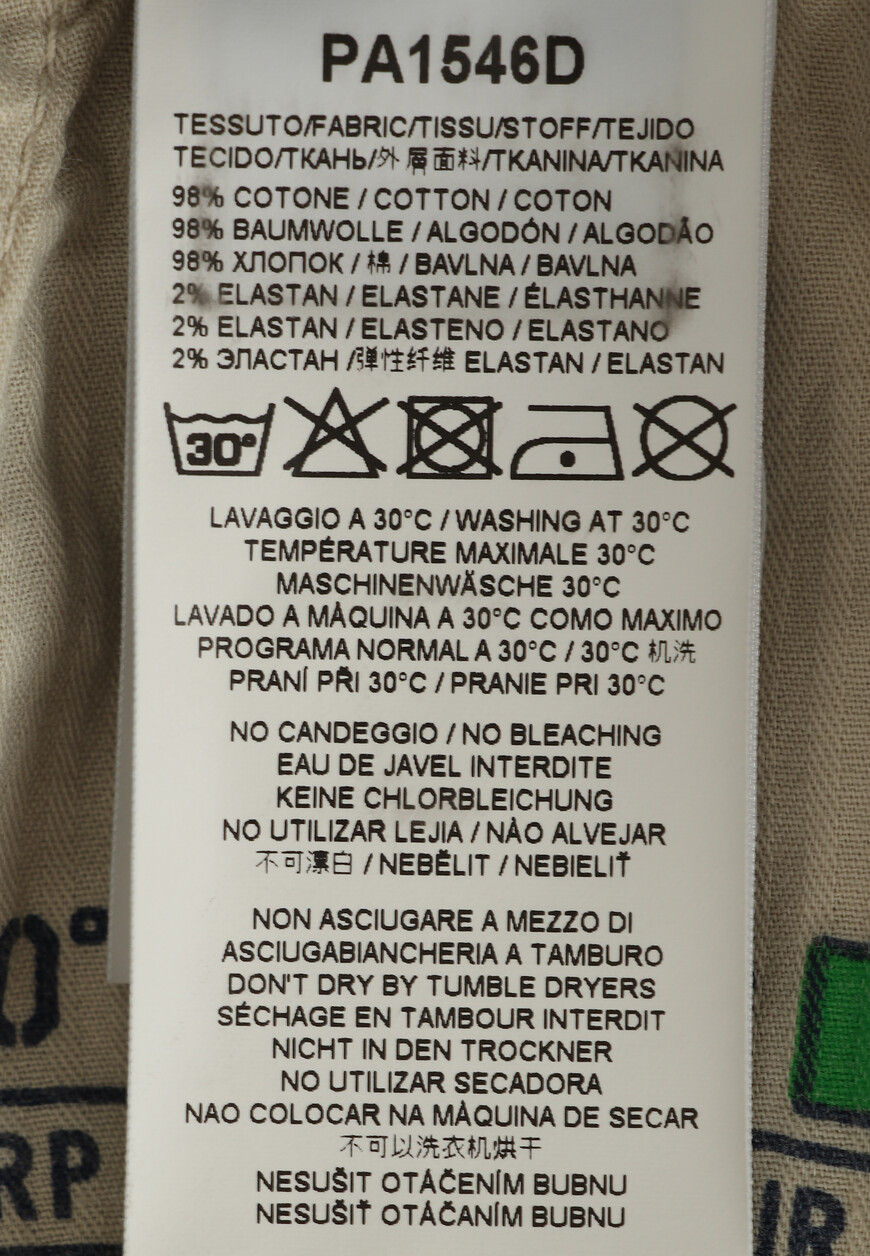 PA1546D
TESSUTO/FABRIC/TISSU/STOFF/TEJIDO
TECIDO/ТКАНЬ/外層面料/TKANINA/TKANINA
98% COTONE / COTTON / COTON
98% BAUMWOLLE / ALGODÓN / ALGODÃO
98% ХЛОПОК / 棉 / BAVLNA / BAVLNA
2% ELASTAN / ELASTANE / ÉLASTHANNE
2% ELASTAN / ELASTENO / ELASTANO
2% ЭЛАСТАН /弹性纤维 ELASTAN / ELASTAN
30°
LAVAGGIO A 30°C / WASHING AT 30°C
TEMPÉRATURE MAXIMALE 30°C
MASCHINENWÄSCHE 30°C
LAVADO A MÀQUINA A 30°C COMO MAXIMO
PROGRAMA NORMAL A 30°C / 30°C 机洗
PRANÍ PŘI 30°C / PRANIE PRI 30°C
NO CANDEGGIO / NO BLEACHING
EAU DE JAVEL INTERDITE
KEINE CHLORBLEICHUNG
NO UTILIZAR LEJIA / NÀO ALVEJAR
不可漂白 / NEBĚLIT / NEBIELIŤ
NON ASCIUGARE A MEZZO DI
ASCIUGABIANCHERIA A TAMBURO
DON'T DRY BY TUMBLE DRYERS
SÉCHAGE EN TAMBOUR INTERDIT
NICHT IN DEN TROCKNER
NO UTILIZAR SECADORA
NAO COLOCAR NA MÀQUINA DE SECAR
不可以洗衣机烘干
NESUŠIT OTÁČENÍM BUBNU
NESUŠIŤ OTÁČANÍM BUBNU
0°
RP
IR